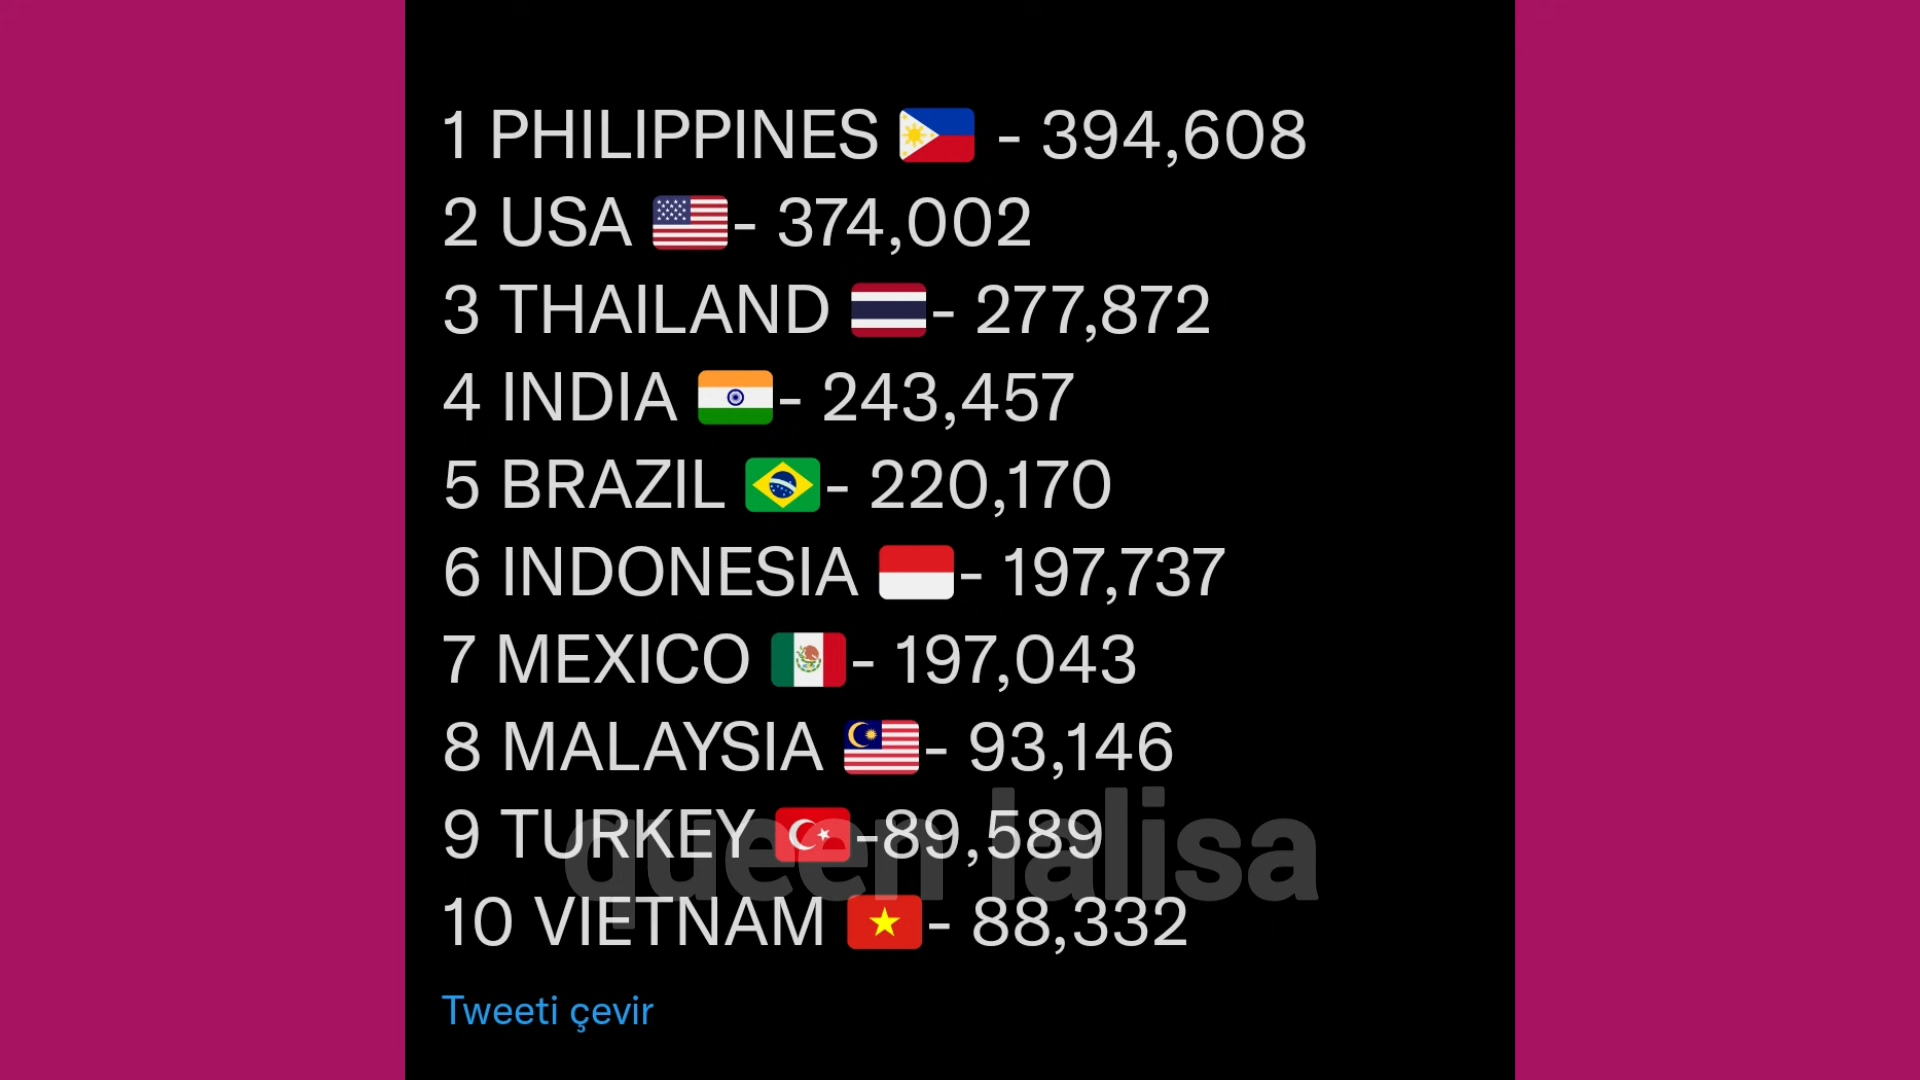 1 PHILIPPINES 🇵🇭 - 394,608
2 USA 🇺🇸- 374,002
3 THAILAND 🇹🇭- 277,872
4 INDIA 🇮🇳- 243,457
5 BRAZIL 🇧🇷- 220,170
6 INDONESIA 🇮🇩- 197,737
7 MEXICO 🇲🇽- 197,043
8 MALAYSIA 🇲🇾- 93,146
9 TURKEY 🇹🇷-89,589
queen lalisa
10 VIETNAM 🇻🇳- 88,332
Tweeti çevir